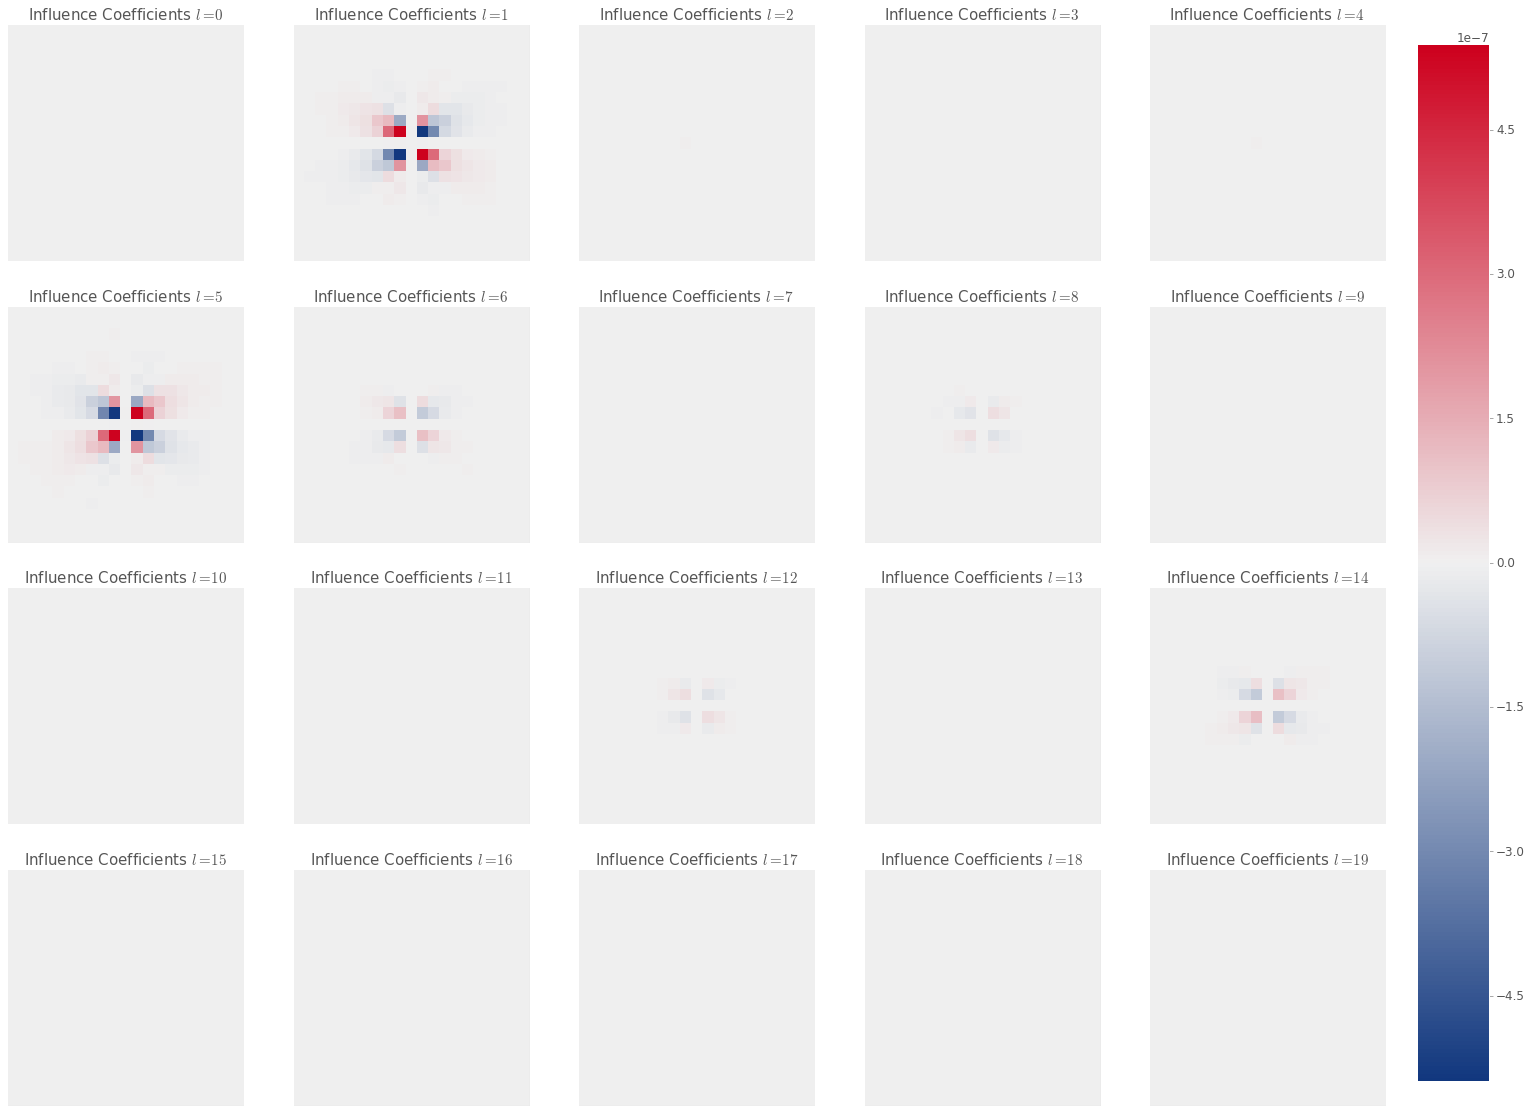 Influence Coefficients l=0
Influence Coefficients l=1
Influence Coefficients l=2
Influence Coefficients l=3
Influence Coefficients l=4
Influence Coefficients l=5
Influence Coefficients l=6
Influence Coefficients l=7
Influence Coefficients l=8
Influence Coefficients l=9
Influence Coefficients l=10
Influence Coefficients l=11
Influence Coefficients l=12
Influence Coefficients l=13
Influence Coefficients l=14
Influence Coefficients l=15
Influence Coefficients l=16
Influence Coefficients l=17
Influence Coefficients l=18
Influence Coefficients l=19
1e−7
4.5
3.0
1.5
0.0
−1.5
−3.0
−4.5